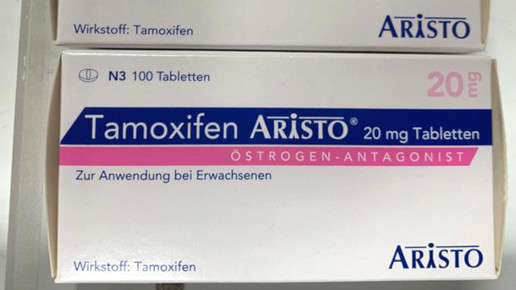 Wirkstoff: Tamoxifen
ARISTO
N3 100 Tabletten
20 mg
Tamoxifen ARISTO® 20 mg Tabletten
ÖSTROGEN-ANTAGONIST
Zur Anwendung bei Erwachsenen
Wirkstoff: Tamoxifen
ARISTO